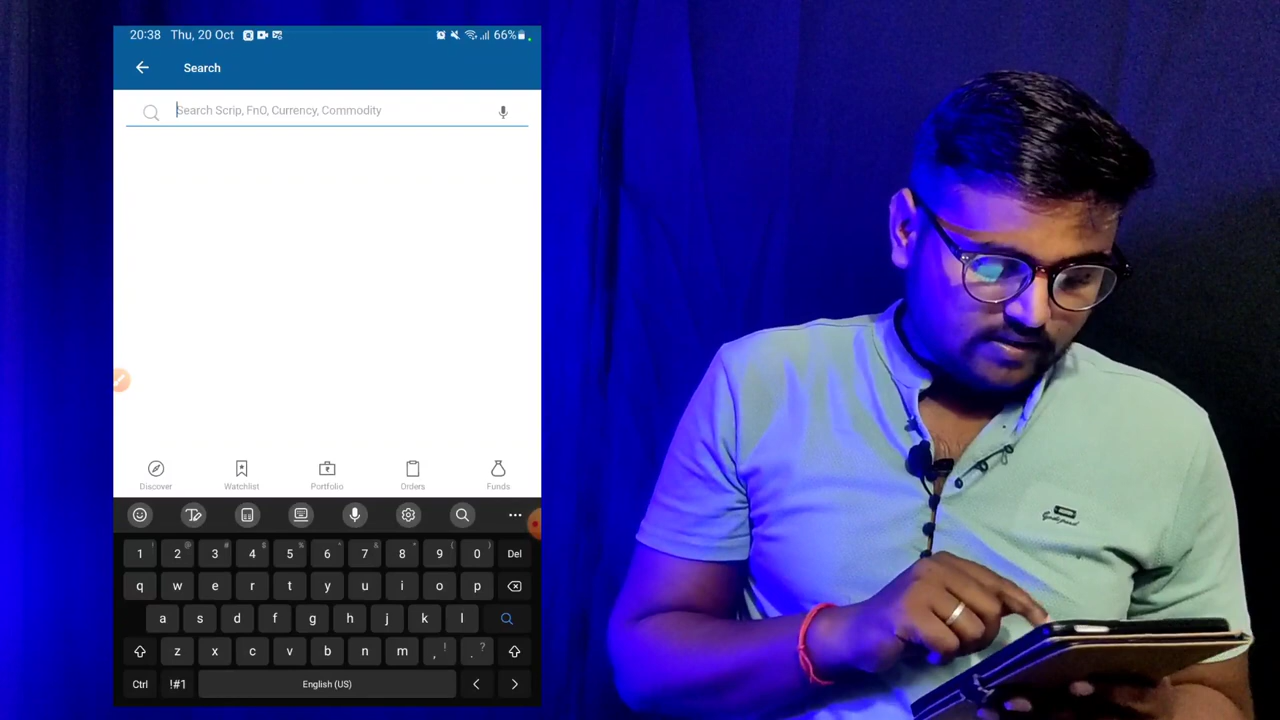 20:38 Thu, 20 Oct 66%
Search
Search Scrip, FnO, Currency, Commodity
Discover Watchlist Portfolio Orders Funds
1 ! 2 @ 3 # 4 $ 5 % 6 ^ 7 & 8 * 9 ( 0 ) Del
q w e r t y u i o p
a s d f g h j k l
z x c v b n m , ! . ?
Ctrl !#1 English (US) < >